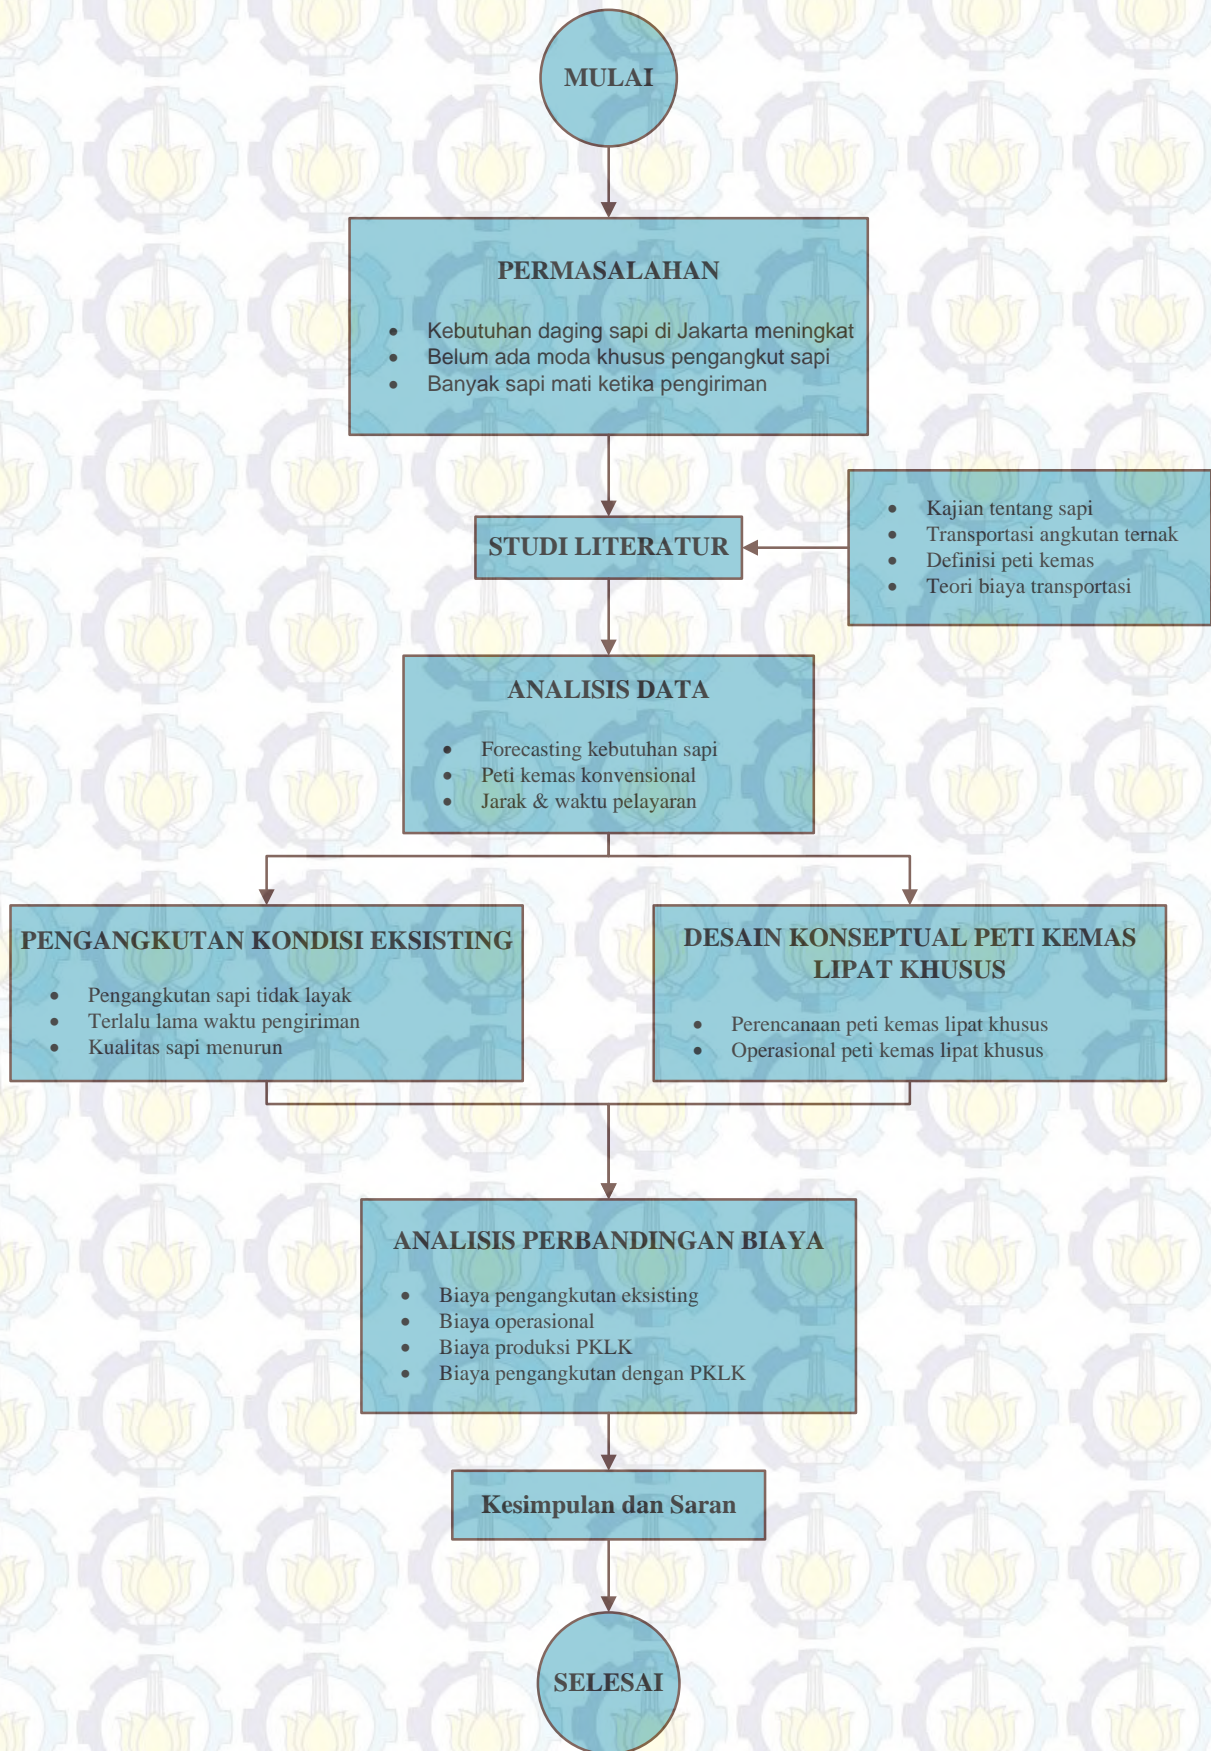 MULAI
PERMASALAHAN
• Kebutuhan daging sapi di Jakarta meningkat
• Belum ada moda khusus pengangkut sapi
• Banyak sapi mati ketika pengiriman
STUDI LITERATUR
• Kajian tentang sapi
• Transportasi angkutan ternak
• Definisi peti kemas
• Teori biaya transportasi
ANALISIS DATA
• Forecasting kebutuhan sapi
• Peti kemas konvensional
• Jarak & waktu pelayaran
PENGANGKUTAN KONDISI EKSISTING
• Pengangkutan sapi tidak layak
• Terlalu lama waktu pengiriman
• Kualitas sapi menurun
DESAIN KONSEPTUAL PETI KEMAS
LIPAT KHUSUS
• Perencanaan peti kemas lipat khusus
• Operasional peti kemas lipat khusus
ANALISIS PERBANDINGAN BIAYA
• Biaya pengangkutan eksisting
• Biaya operasional
• Biaya produksi PKLK
• Biaya pengangkutan dengan PKLK
Kesimpulan dan Saran
SELESAI